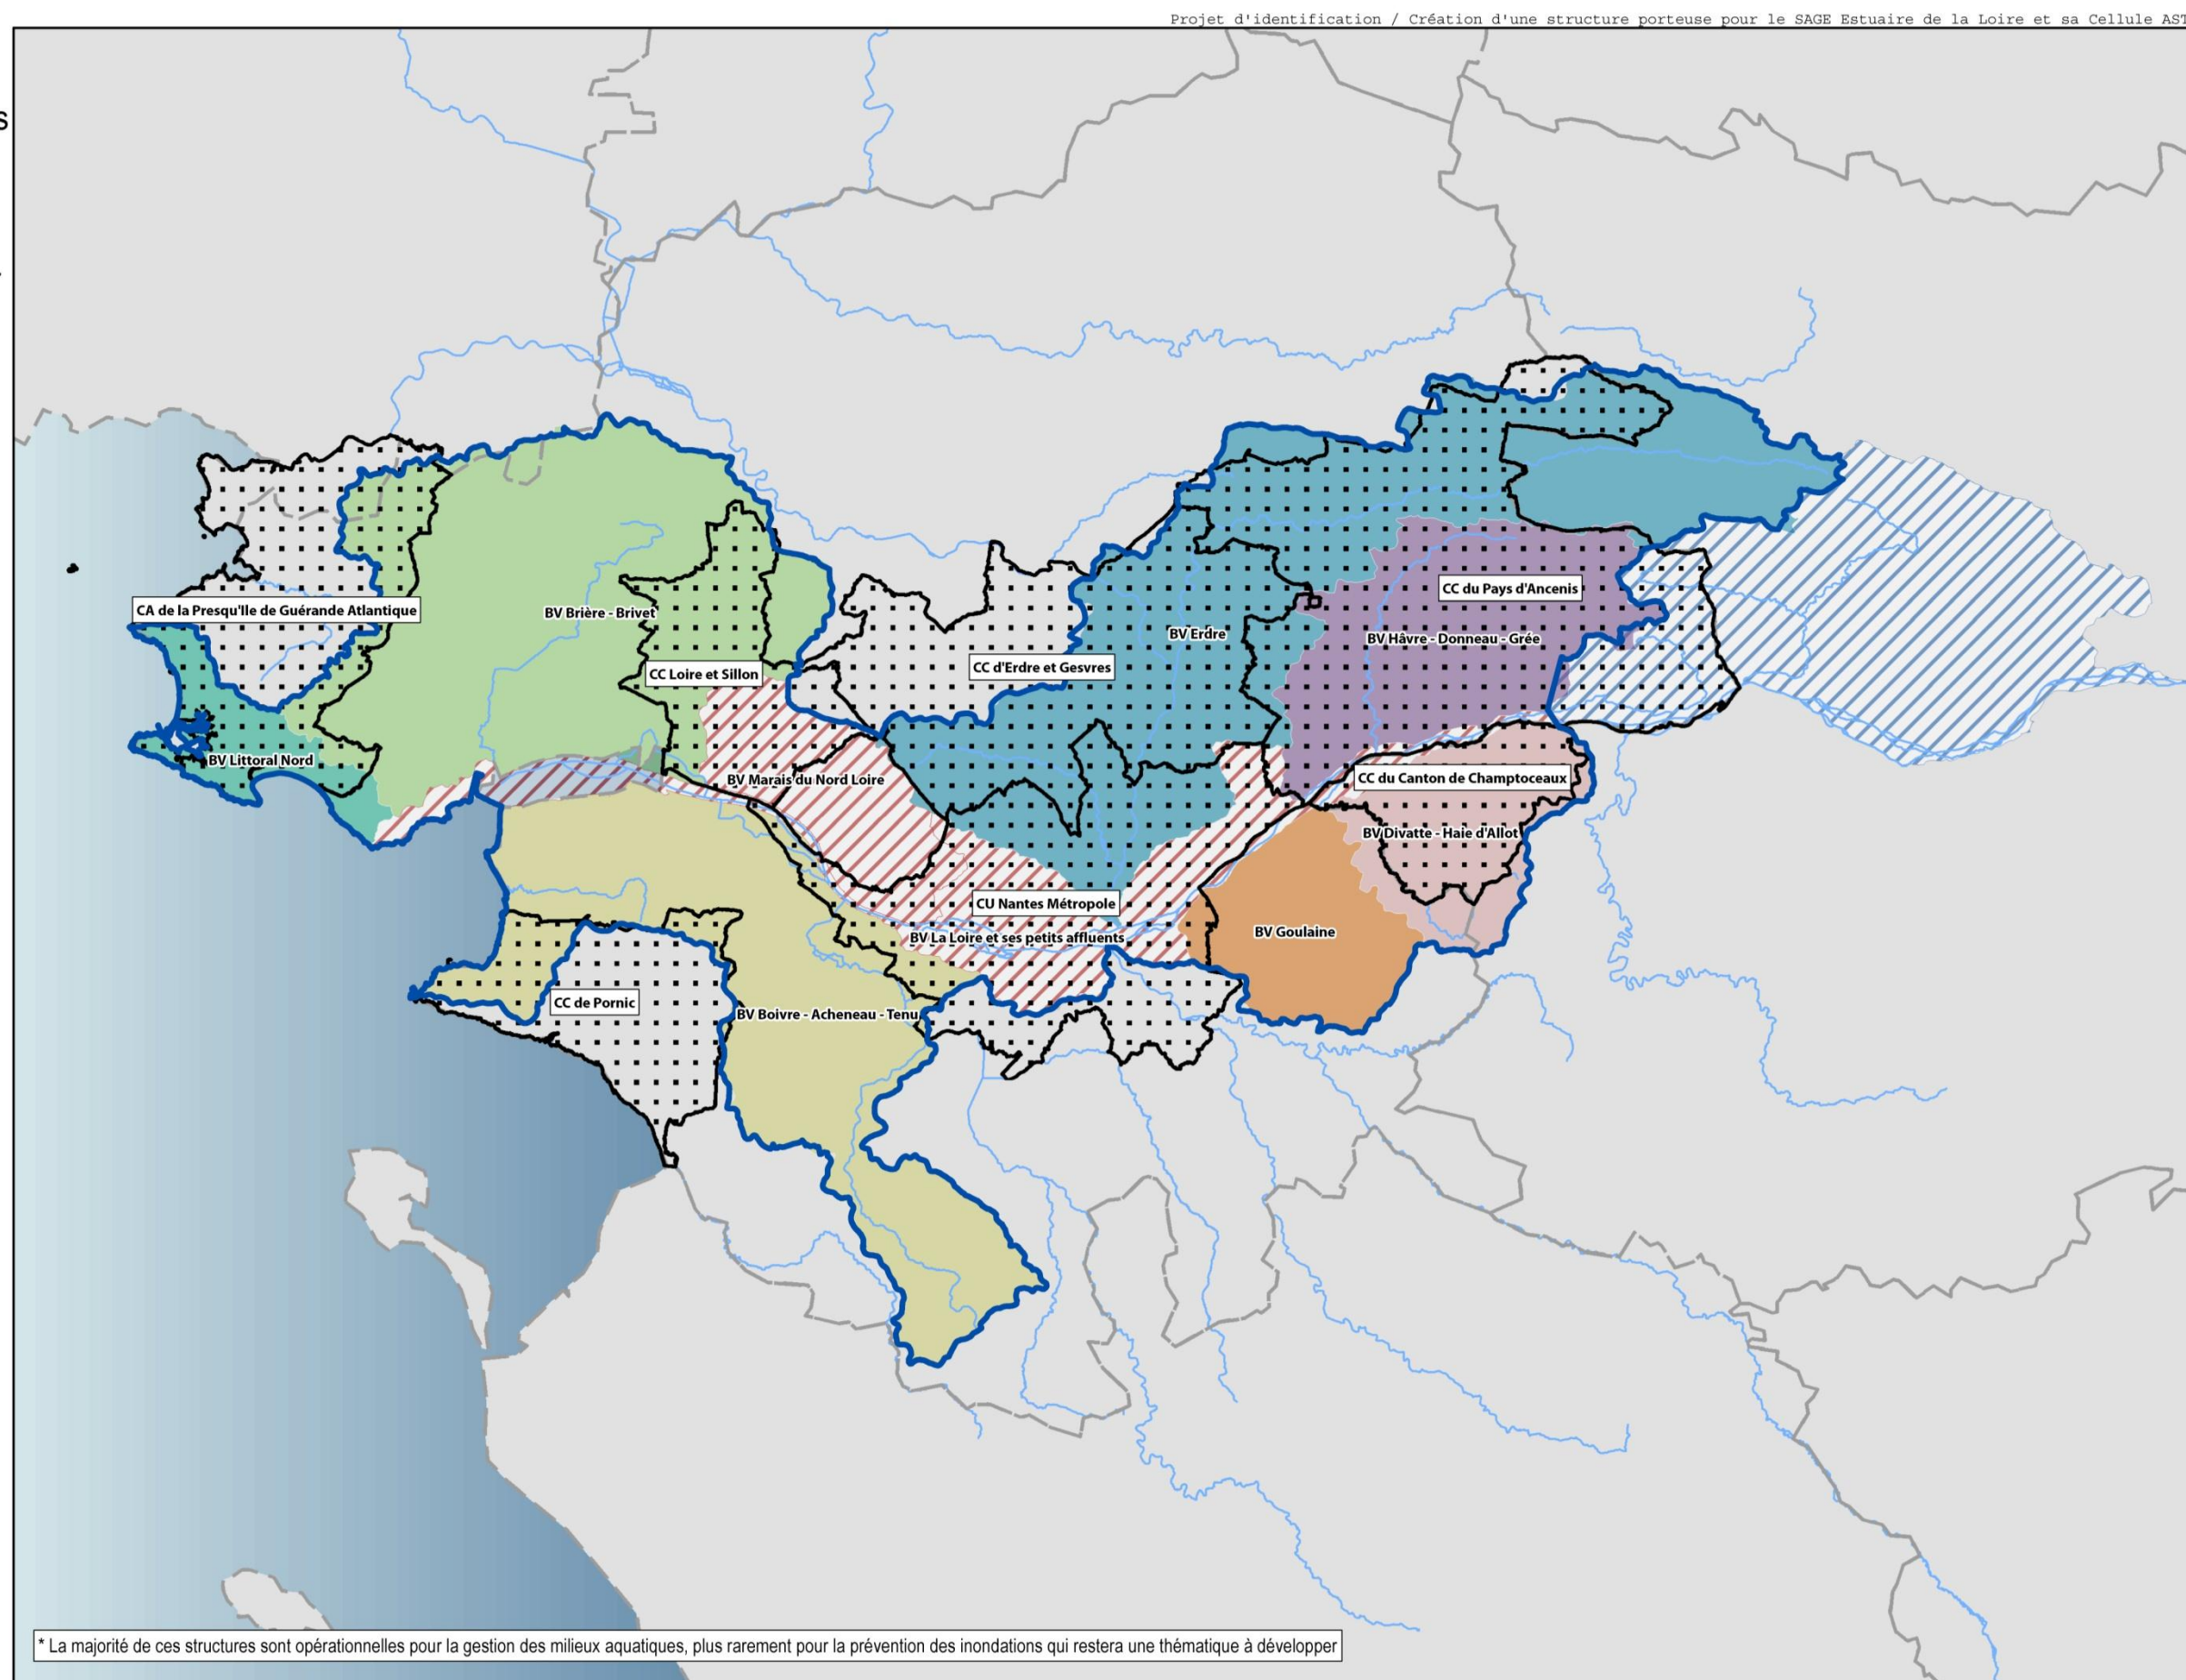 Projet d'identification / Création d'une structure porteuse pour le SAGE Estuaire de la Loire et sa Cellule AST
s
CC du Pays d'Ancenis
CA de la Presqu'Ile de Guérande Atlantique
BV Brière - Brivet
BV Erdre
BV Hâvre - Donneau - Grée
CC d'Erdre et Gesvres
CC Loire et Sillon
BV Littoral Nord
BV Marais du Nord Loire
CC du Canton de Champtoceaux
BV Divatte - Haie d'Allot
CU Nantes Métropole
BV La Loire et ses petits affluents
BV Goulaine
CC de Pornic
BV Boivre - Acheneau - Tenu
* La majorité de ces structures sont opérationnelles pour la gestion des milieux aquatiques, plus rarement pour la prévention des inondations qui restera une thématique à développer